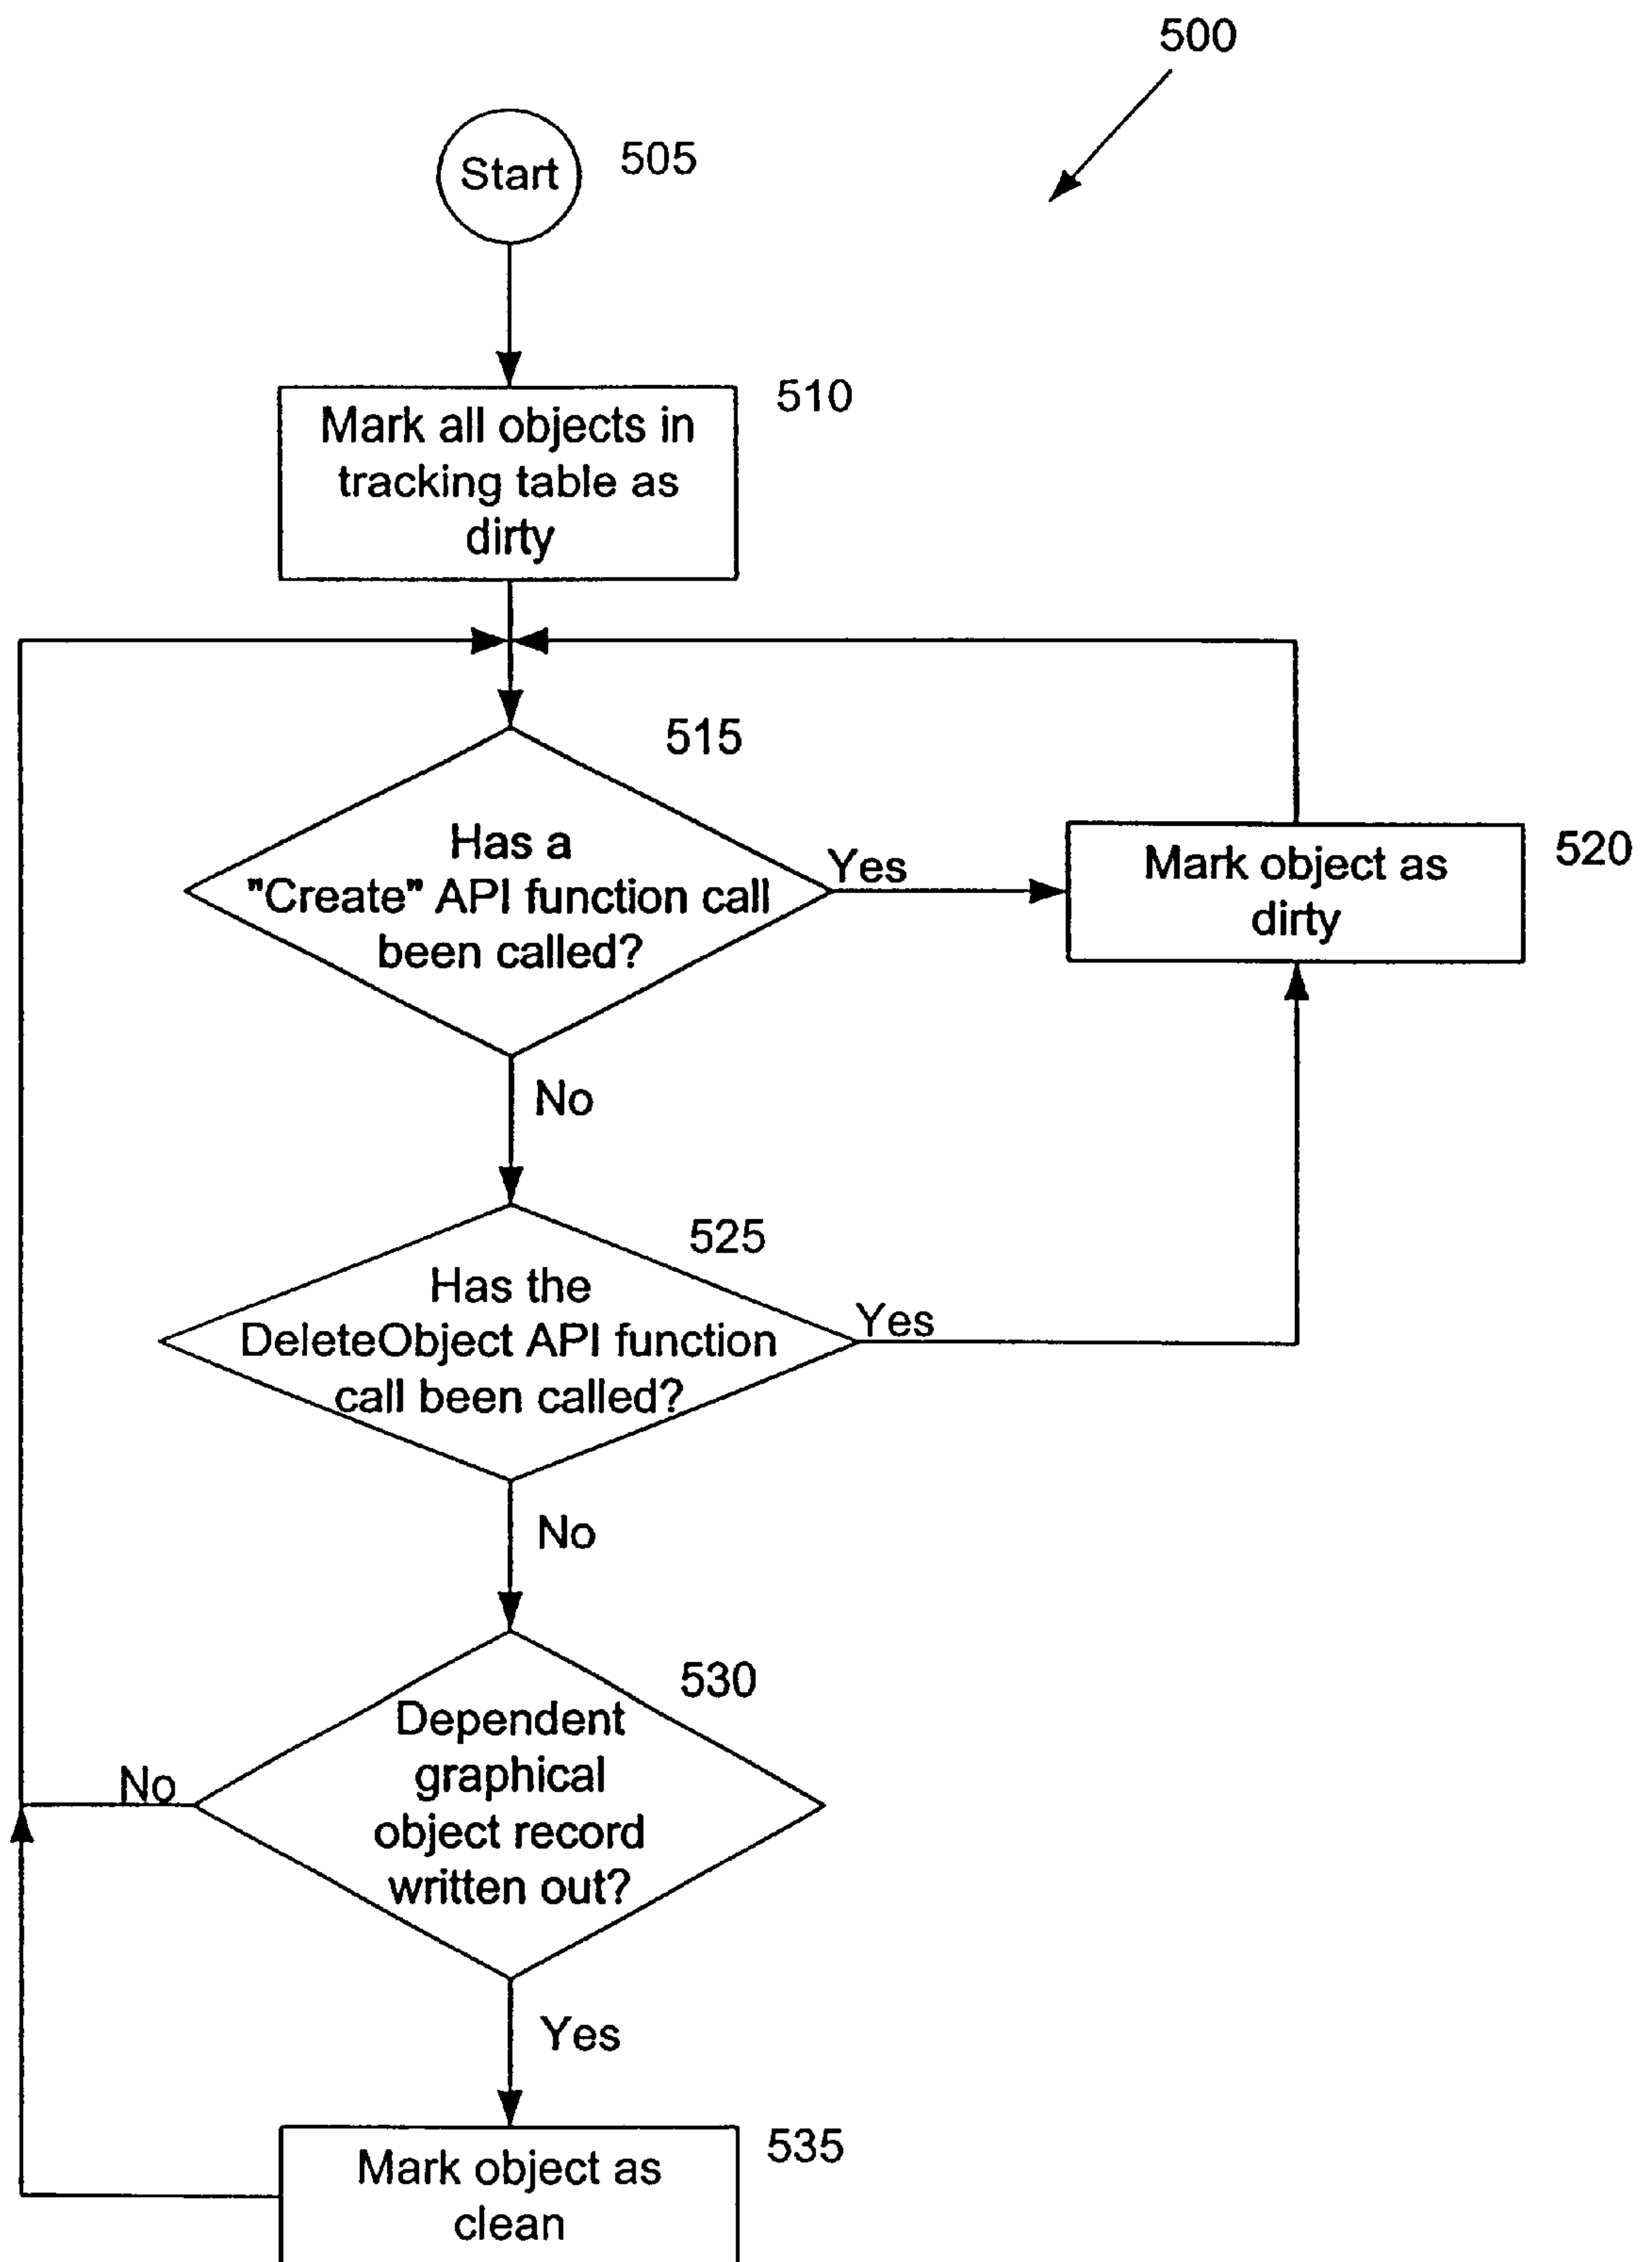 500
Start
505
510
Mark all objects in
tracking table as
dirty
515
Has a
"Create" API function call
been called?
Yes
Mark object as
dirty
520
No
525
Has the
DeleteObject API function
call been called?
Yes
No
530
Dependent
graphical
object record
written out?
No
Yes
535
Mark object as
clean